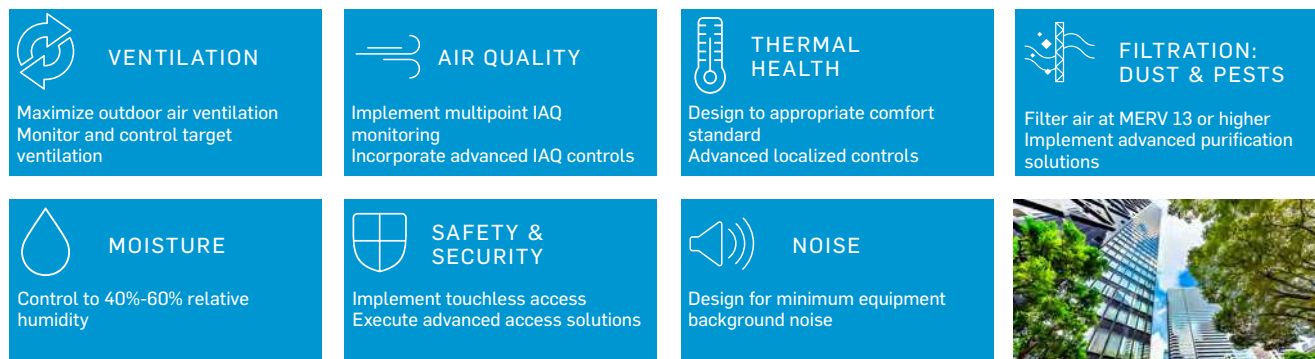 VENTILATION
Maximize outdoor air ventilation
Monitor and control target
ventilation
AIR QUALITY
Implement multipoint IAQ
monitoring
Incorporate advanced IAQ controls
THERMAL
HEALTH
Design to appropriate comfort
standard
Advanced localized controls
FILTRATION:
DUST & PESTS
Filter air at MERV 13 or higher
Implement advanced purification
solutions
MOISTURE
Control to 40%-60% relative
humidity
SAFETY &
SECURITY
Implement touchless access
Execute advanced access solutions
NOISE
Design for minimum equipment
background noise